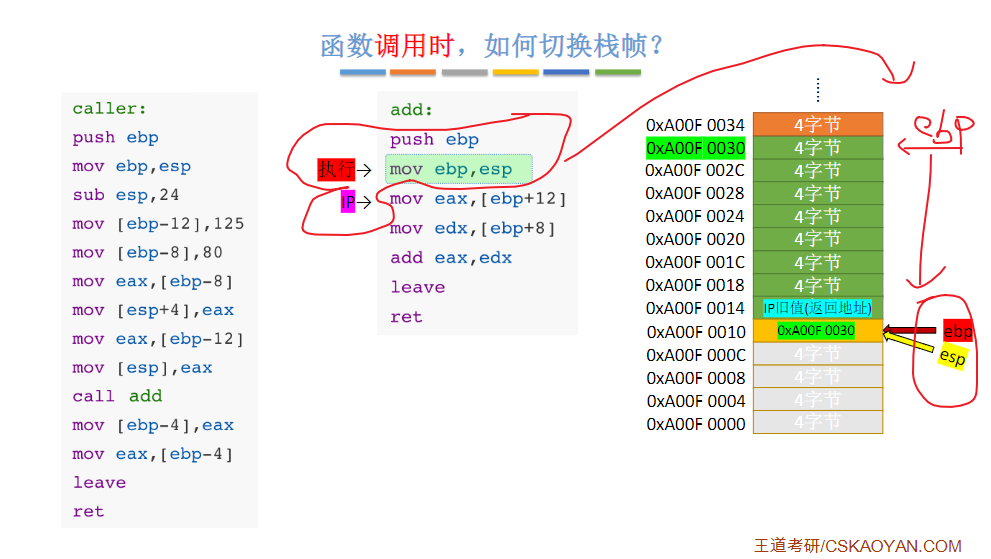 函数调用时，如何切换栈帧？
caller:
push ebp
mov ebp,esp
sub esp,24
mov [ebp-12],125
mov [ebp-8],80
mov eax,[ebp-8]
mov [esp+4],eax
mov eax,[ebp-12]
mov [esp],eax
call add
mov [ebp-4],eax
mov eax,[ebp-4]
leave
ret
add:
push ebp
执行→ mov ebp,esp
IP→ mov eax,[ebp+12]
mov edx,[ebp+8]
add eax,edx
leave
ret
0xA00F 0034 4字节
0xA00F 0030 4字节
0xA00F 002C 4字节
0xA00F 0028 4字节
0xA00F 0024 4字节
0xA00F 0020 4字节
0xA00F 001C 4字节
0xA00F 0018 4字节
0xA00F 0014 IP旧值(返回地址)
0xA00F 0010 0xA00F 0030
0xA00F 000C 4字节
0xA00F 0008 4字节
0xA00F 0004 4字节
0xA00F 0000 4字节
ebp
ebp
esp
王道考研/CSKAOYAN.COM